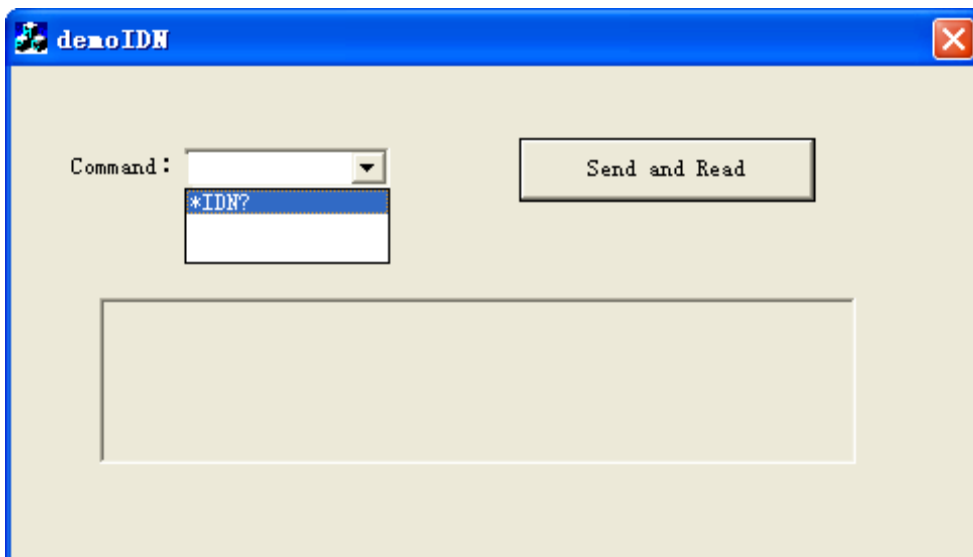 demoIDN
Command：
Send and Read
*IDN?